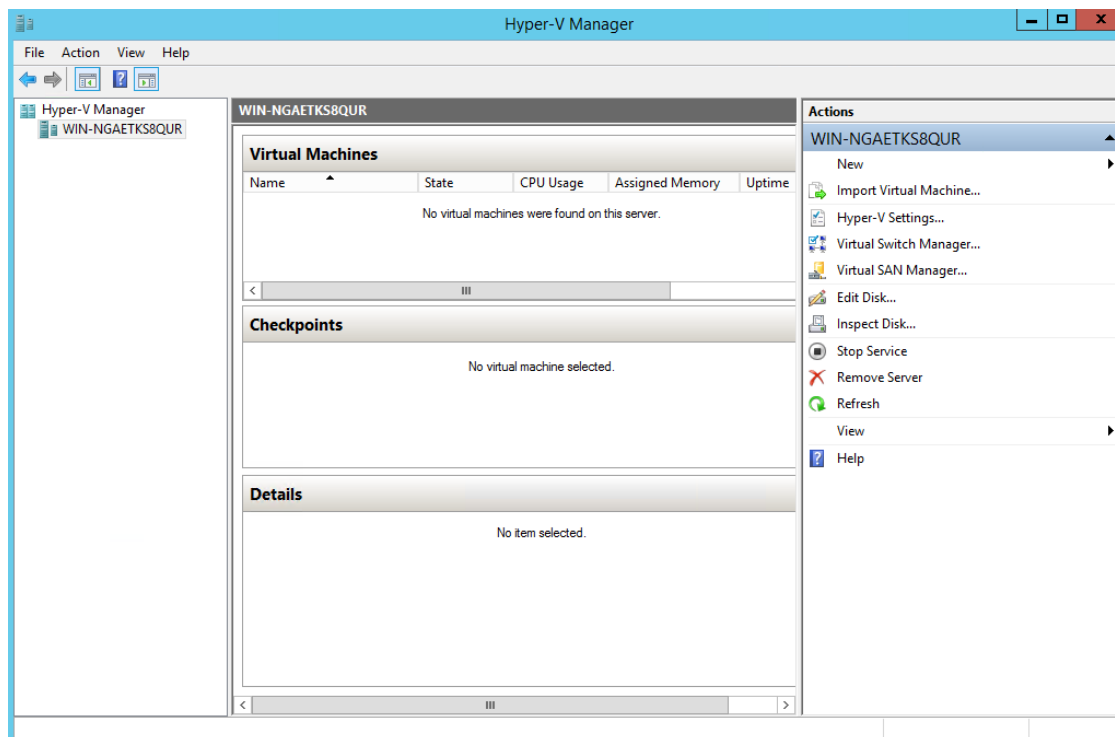 Hyper-V Manager
File Action View Help
Hyper-V Manager
WIN-NGAETKS8QUR
WIN-NGAETKS8QUR
Virtual Machines
Name State CPU Usage Assigned Memory Uptime
No virtual machines were found on this server.
Checkpoints
No virtual machine selected.
Details
No item selected.
Actions
WIN-NGAETKS8QUR
New
Import Virtual Machine...
Hyper-V Settings...
Virtual Switch Manager...
Virtual SAN Manager...
Edit Disk...
Inspect Disk...
Stop Service
Remove Server
Refresh
View
Help